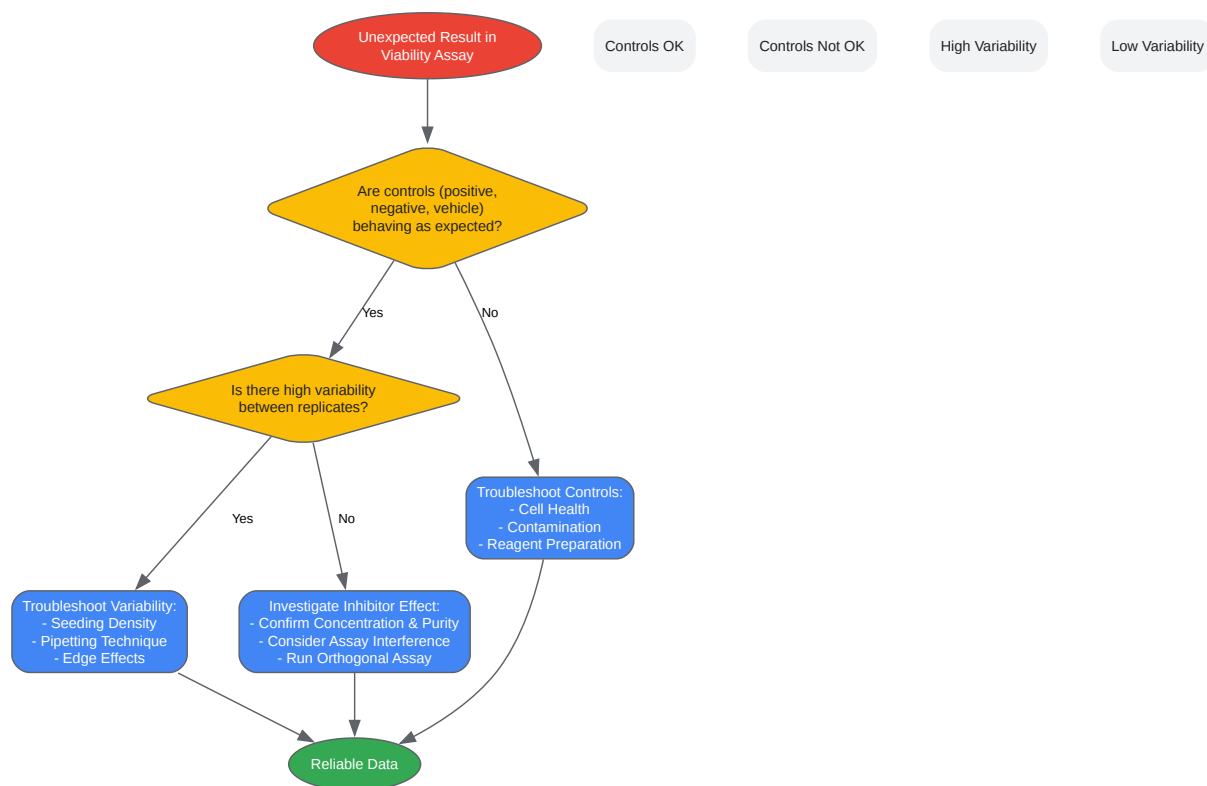 Unexpected Result in
Viability Assay
Controls OK
Controls Not OK
High Variability
Low Variability
Are controls (positive,
negative, vehicle)
behaving as expected?
Yes
No
Is there high variability
between replicates?
Yes
No
Troubleshoot Controls:
- Cell Health
- Contamination
- Reagent Preparation
Troubleshoot Variability:
- Seeding Density
- Pipetting Technique
- Edge Effects
Investigate Inhibitor Effect:
- Confirm Concentration & Purity
- Consider Assay Interference
- Run Orthogonal Assay
Reliable Data